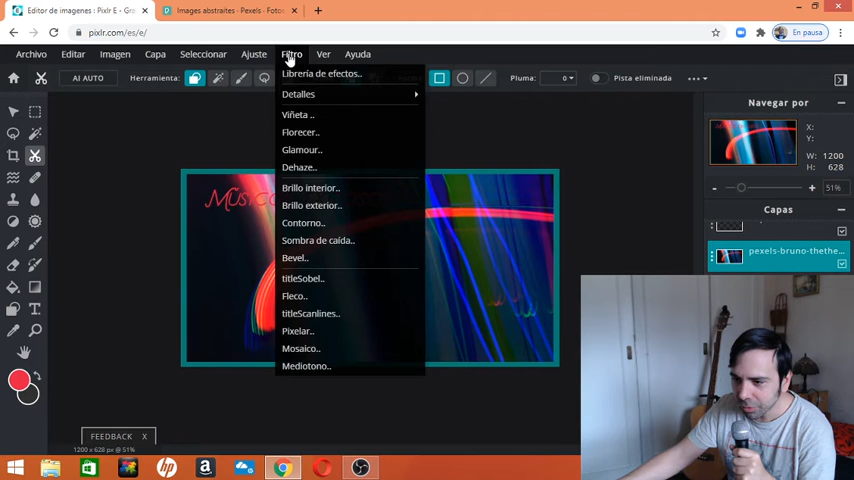 Editor de imagenes : Pixlr E - Gra
Images abstraites - Pexels - Fotos
pixlr.com/es/e/
En pausa
Archivo Editar Imagen Capa Seleccionar Ajuste Filtro Ver Ayuda
AI AUTO Herramienta: Pluma: 0 Pista eliminada
Librería de efectos..
Detalles
Viñeta ..
Florecer..
Glamour..
Dehaze..
Brillo interior..
Brillo exterior..
Contorno..
Sombra de caída..
Bevel..
titleSobel..
Fleco..
titleScanlines..
Pixelar..
Mosaico..
Mediotono..
Navegar por
X:
Y:
W: 1200
H: 628
51%
Capas
pexels-bruno-thethe...
FEEDBACK X
1200 x 628 px @ 51%